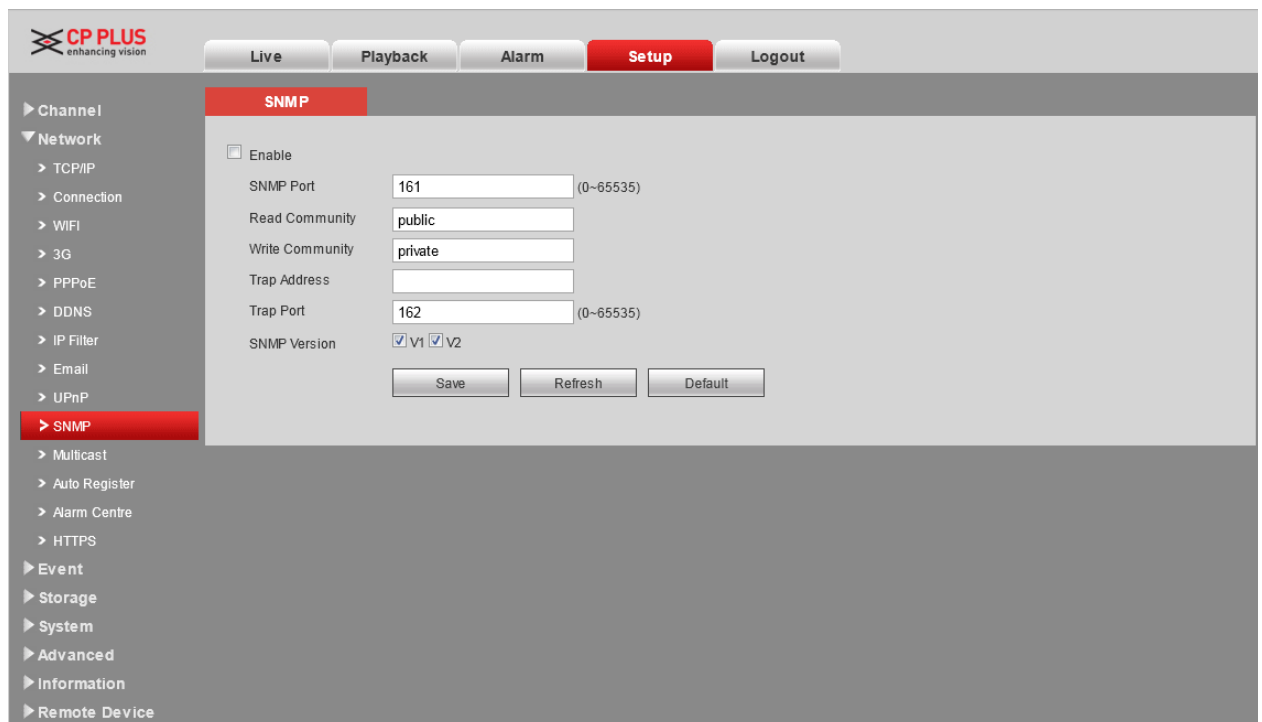 CP PLUS
enhancing vision
Live
Playback
Alarm
Setup
Logout
Channel
Network
TCP/IP
Connection
WIFI
3G
PPPoE
DDNS
IP Filter
Email
UPnP
SNMP
Multicast
Auto Register
Alarm Centre
HTTPS
Event
Storage
System
Advanced
Information
Remote Device
SNMP
Enable
SNMP Port 161 (0~65535)
Read Community public
Write Community private
Trap Address
Trap Port 162 (0~65535)
SNMP Version V1 V2
Save Refresh Default